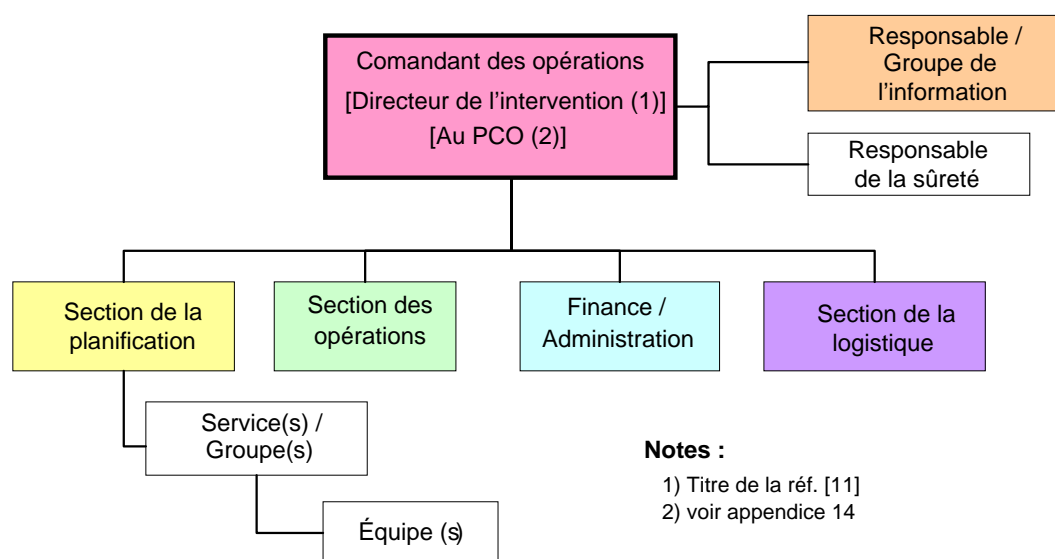 Comandant des opérations
[Directeur de l'intervention (1)]
[Au PCO (2)]
Responsable /
Groupe de
l'information
Responsable
de la sûreté
Section de la
planification
Section des
opérations
Finance /
Administration
Section de la
logistique
Service(s) /
Groupe(s)
Équipe (s)
Notes :
1) Titre de la réf. [11]
2) voir appendice 14